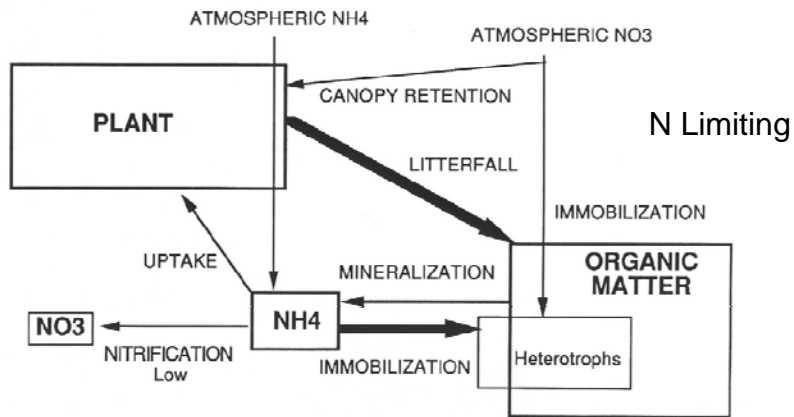 ATMOSPHERIC NH4
ATMOSPHERIC NO3
CANOPY RETENTION
PLANT
N Limiting
LITTERFALL
IMMOBILIZATION
UPTAKE
MINERALIZATION
ORGANIC
MATTER
NO3
NH4
NITRIFICATION
Low
IMMOBILIZATION
Heterotrophs